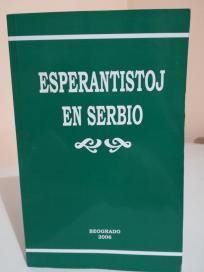 ESPERANTISTOJ
EN SERBIO
BEOGRADO
2006